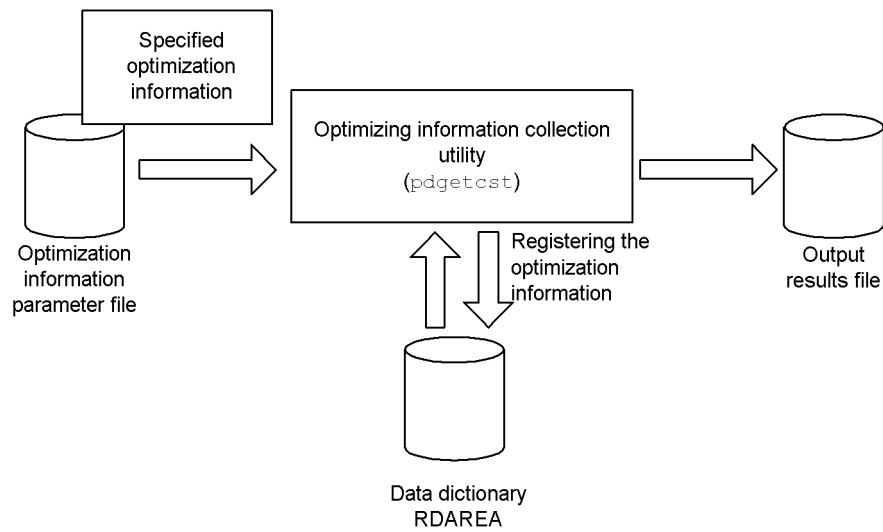 Specified
optimization
information
Optimizing information collection
utility
(pdgetcst)
Optimization
information
parameter file
Registering the
optimization
information
Output
results file
Data dictionary
RDAREA